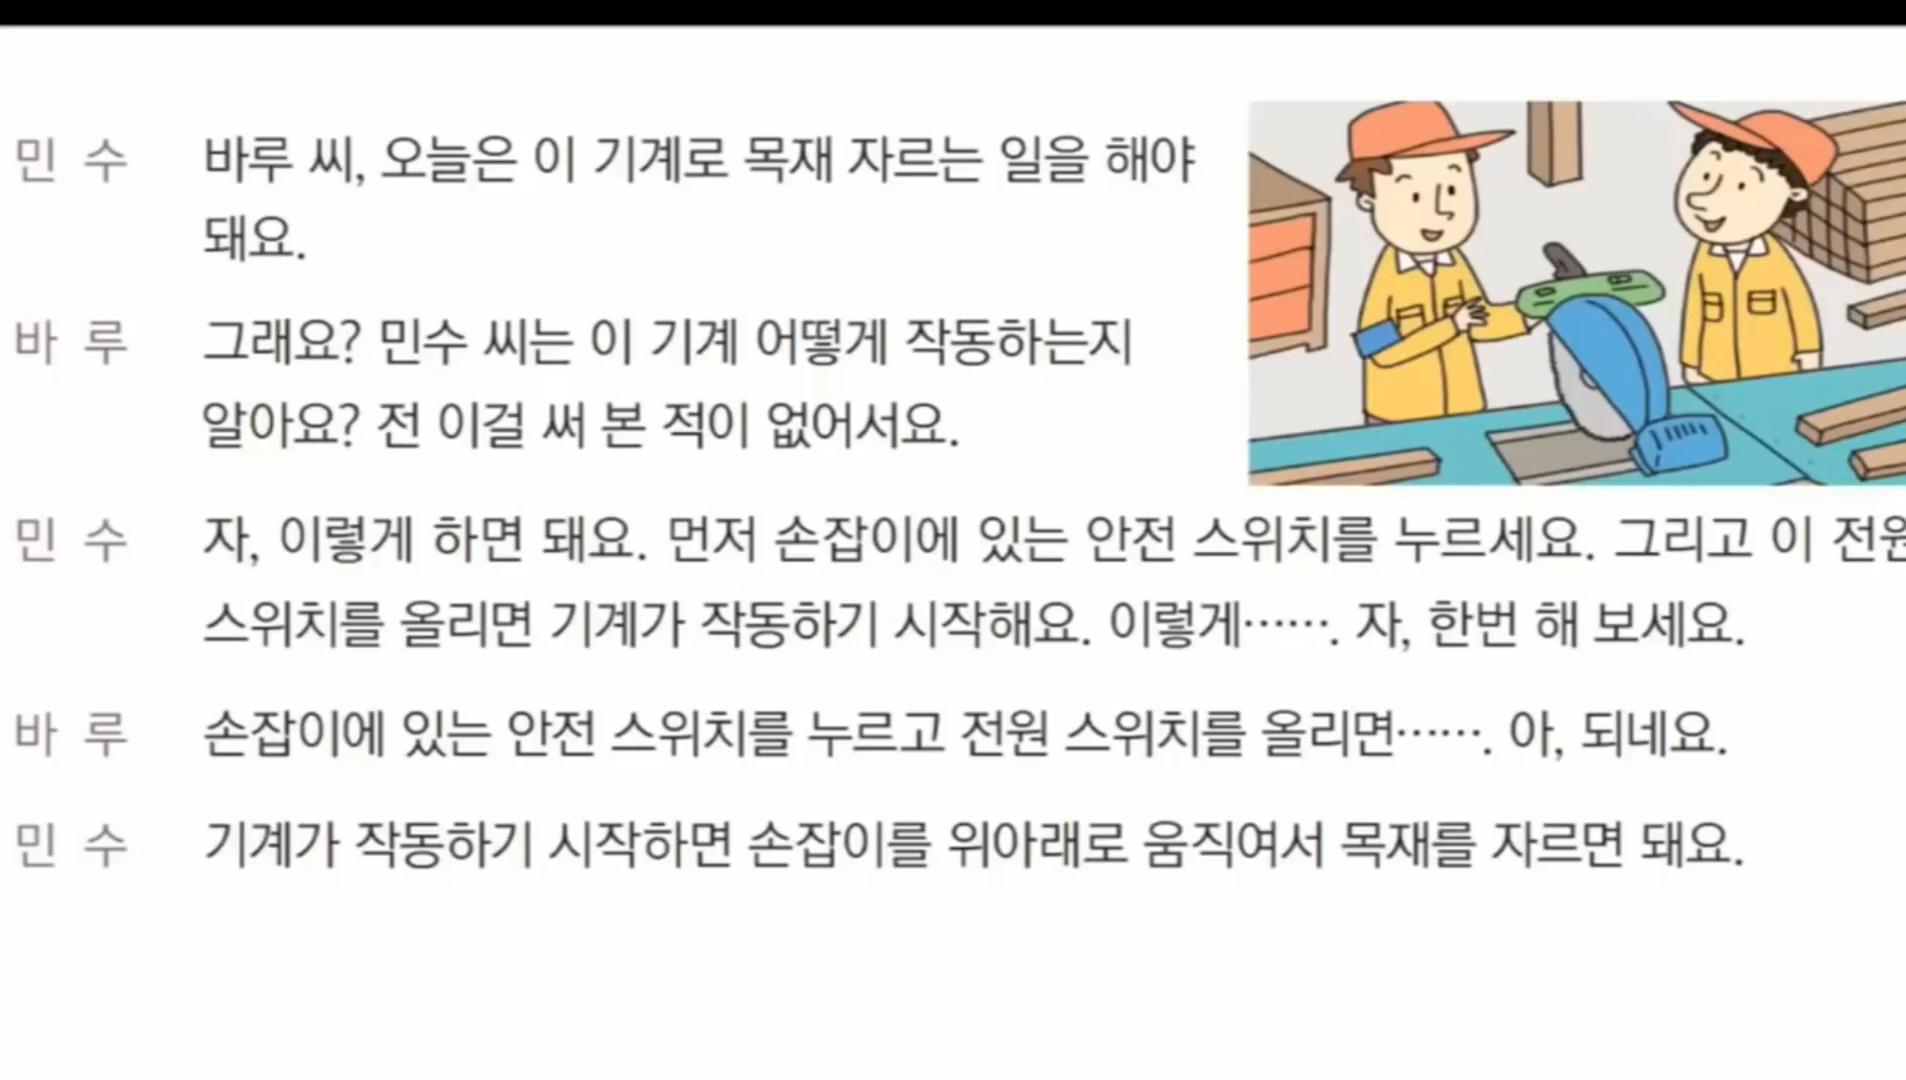 민 수 바루 씨, 오늘은 이 기계로 목재 자르는 일을 해야
돼요.
바 루 그래요? 민수 씨는 이 기계 어떻게 작동하는지
알아요? 전 이걸 써 본 적이 없어서요.
민 수 자, 이렇게 하면 돼요. 먼저 손잡이에 있는 안전 스위치를 누르세요. 그리고 이 전원
스위치를 올리면 기계가 작동하기 시작해요. 이렇게……. 자, 한번 해 보세요.
바 루 손잡이에 있는 안전 스위치를 누르고 전원 스위치를 올리면……. 아, 되네요.
민 수 기계가 작동하기 시작하면 손잡이를 위아래로 움직여서 목재를 자르면 돼요.